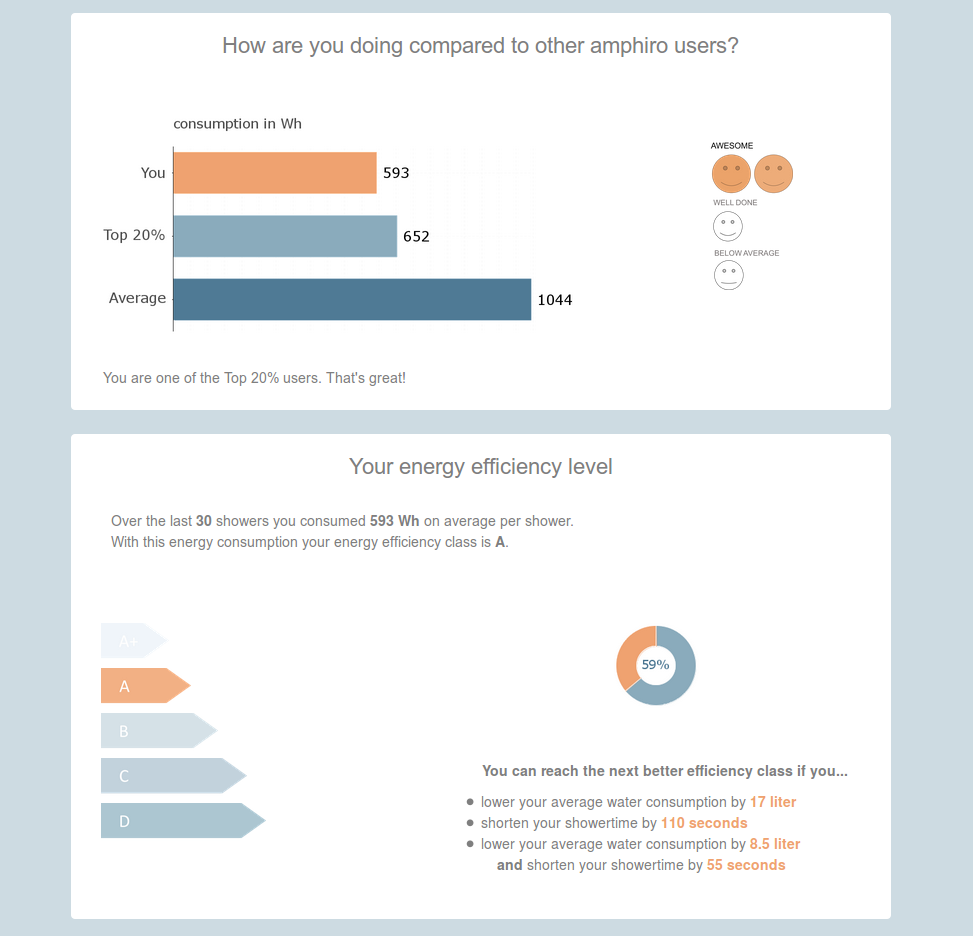 How are you doing compared to other amphiro users?
consumption in Wh
You 593
Top 20% 652
Average 1044
AWESOME
WELL DONE
BELOW AVERAGE
You are one of the Top 20% users. That's great!
Your energy efficiency level
Over the last 30 showers you consumed 593 Wh on average per shower.
With this energy consumption your energy efficiency class is A.
A+
A
B
C
D
59%
You can reach the next better efficiency class if you...
lower your average water consumption by 17 liter
shorten your showertime by 110 seconds
lower your average water consumption by 8.5 liter
and shorten your showertime by 55 seconds